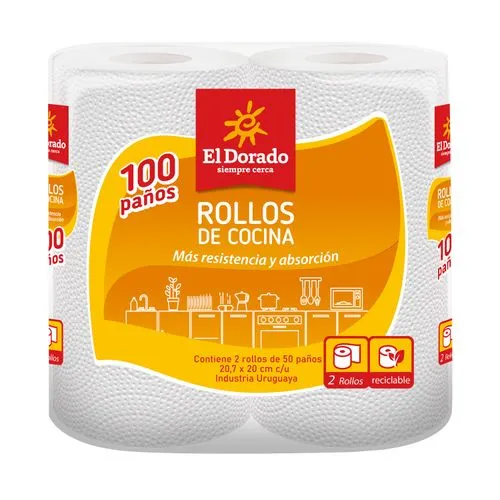 El Dorado
siempre cerca
100
paños
ROLLOS
DE COCINA
Más resistencia y absorción
Contiene 2 rollos de 50 paños
20,7 x 20 cm c/u
Industria Uruguaya
2 Rollos
reciclable